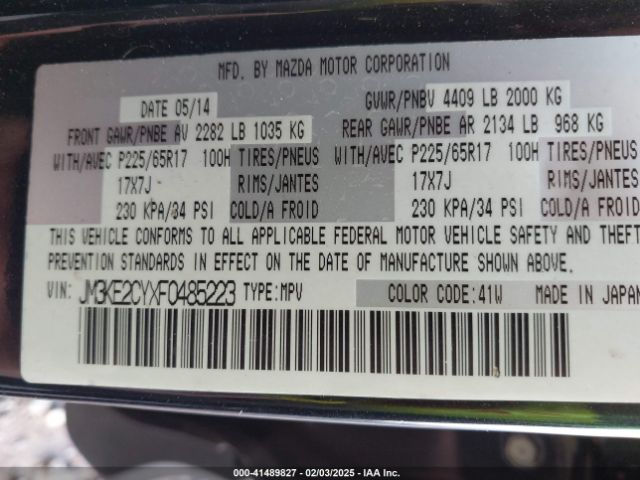 MFD. BY MAZDA MOTOR CORPORATION
DATE 05/14 GVWR/PNBV 4409 LB 2000 KG
FRONT GAWR/PNBE AV 2282 LB 1035 KG REAR GAWR/PNBE AR 2134 LB 968 KG
WITH/AVEC P225/65R17 100H TIRES/PNEUS WITH/AVEC P225/65R17 100H TIRES/PNEUS
17X7J RIMS/JANTES 17X7J RIMS/JANTES
230 KPA/34 PSI COLD/A FROID 230 KPA/34 PSI COLD/A FROID
THIS VEHICLE CONFORMS TO ALL APPLICABLE FEDERAL MOTOR VEHICLE SAFETY AND THEFT
PREVENTION STANDARDS IN EFFECT ON THE DATE OF MANUFACTURE SHOWN ABOVE.
VIN: JM3KE2CYXF0485223 TYPE:MPV COLOR CODE:41W MADE IN JAPAN
000-41489827 - 02/03/2025 - IAA, Inc.